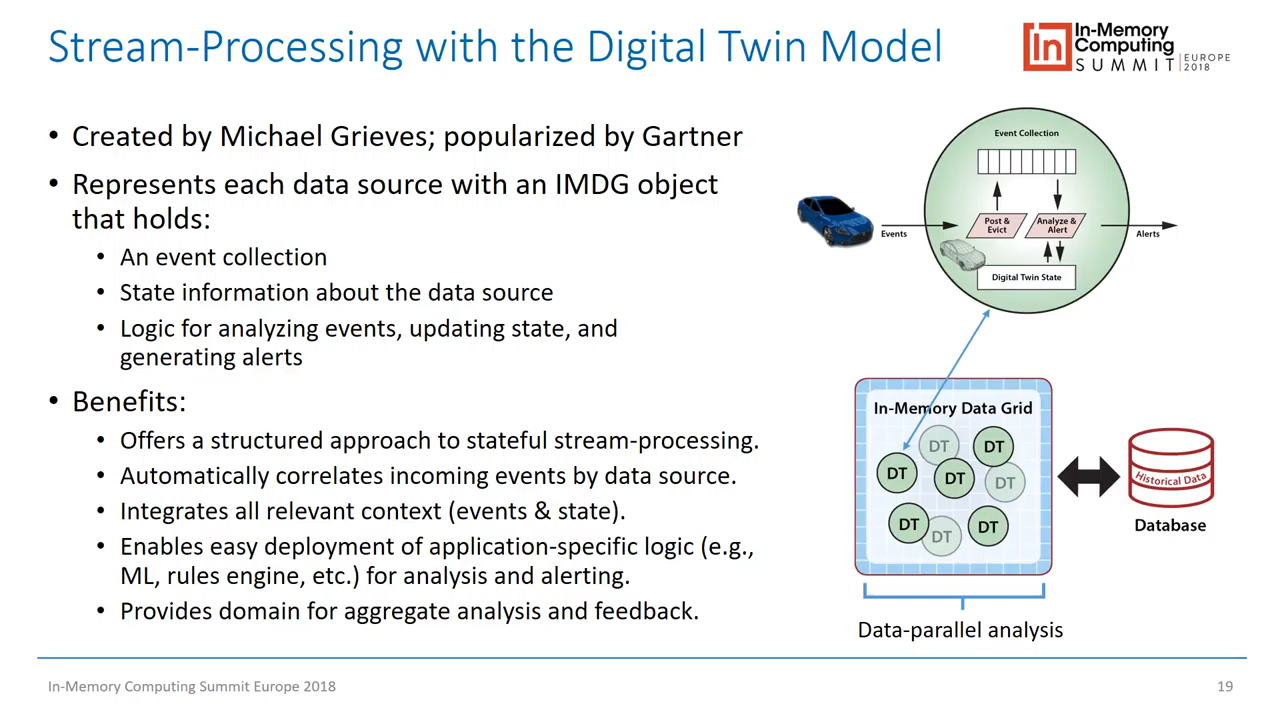 Stream-Processing with the Digital Twin Model
In-Memory
Computing
SUMMIT
EUROPE
2018
• Created by Michael Grieves; popularized by Gartner
• Represents each data source with an IMDG object
that holds:
• An event collection
• State information about the data source
• Logic for analyzing events, updating state, and
generating alerts
• Benefits:
• Offers a structured approach to stateful stream-processing.
• Automatically correlates incoming events by data source.
• Integrates all relevant context (events & state).
• Enables easy deployment of application-specific logic (e.g.,
ML, rules engine, etc.) for analysis and alerting.
• Provides domain for aggregate analysis and feedback.
Event Collection
Events
Post &
Evict
Analyze &
Alert
Alerts
Digital Twin State
In-Memory Data Grid
DT
DT
DT
DT
DT
DT
DT
DT
Historical Data
Database
Data-parallel analysis
In-Memory Computing Summit Europe 2018
19